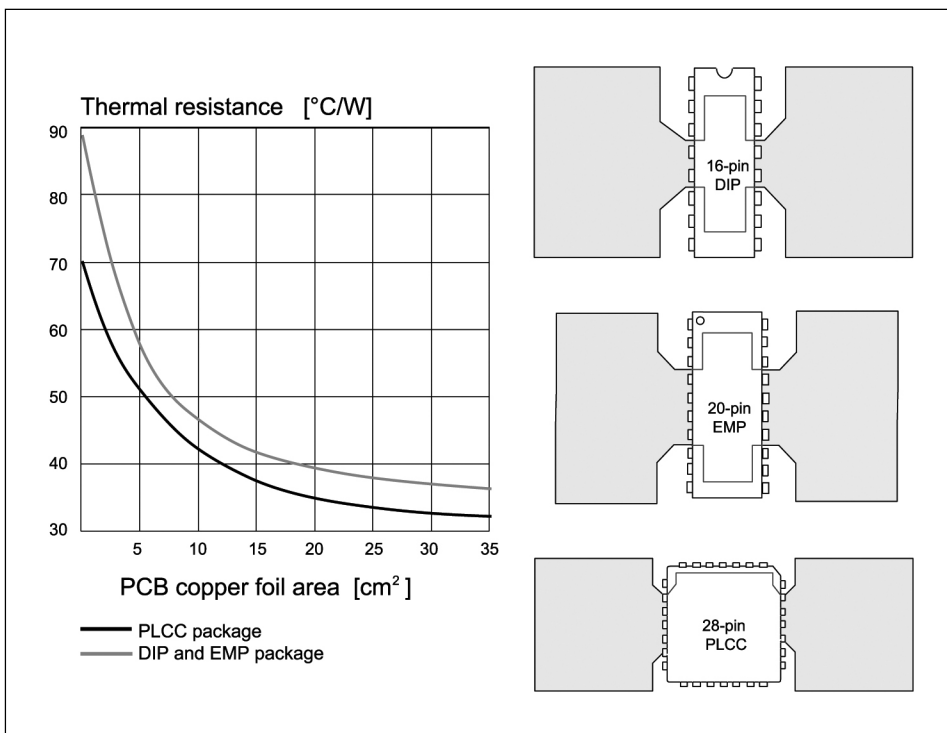 Thermal resistance [°C/W]
90
80
70
60
50
40
30
5 10 15 20 25 30 35
PCB copper foil area [cm²]
PLCC package
DIP and EMP package
16-pin
DIP
20-pin
EMP
28-pin
PLCC